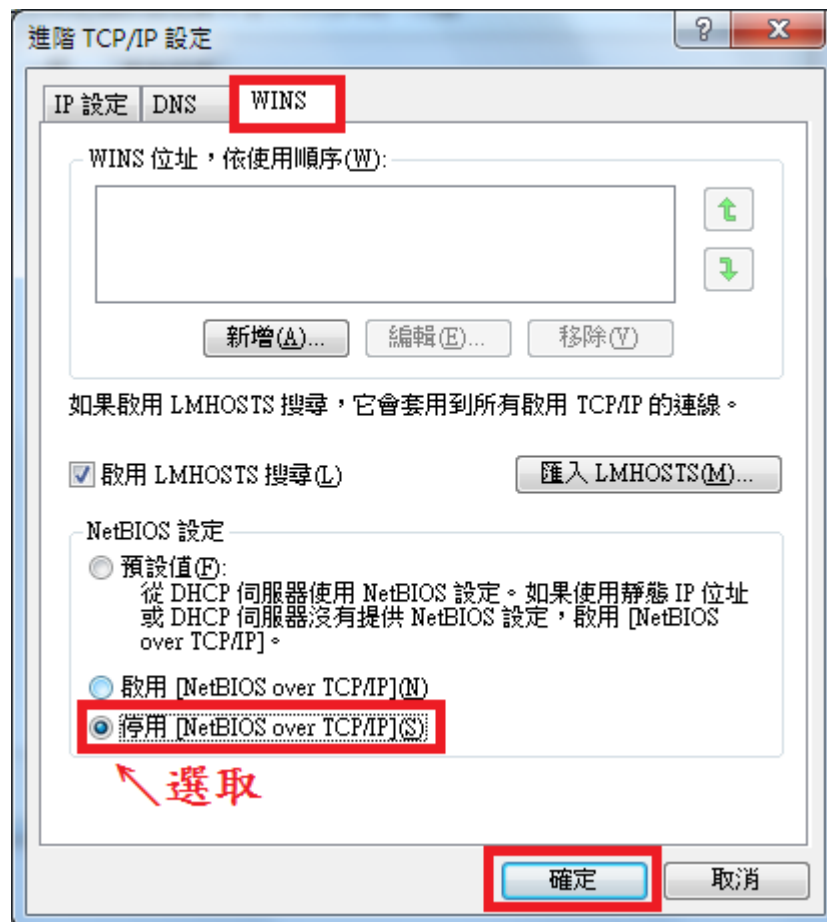 進階 TCP/IP 設定
IP 設定 DNS WINS
WINS 位址，依使用順序(W):
新增(A)... 編輯(E)... 移除(V)
如果啟用 LMHOSTS 搜尋，它會套用到所有啟用 TCP/IP 的連線。
啟用 LMHOSTS 搜尋(L) 匯入 LMHOSTS(M)...
NetBIOS 設定
預設值(F):
從 DHCP 伺服器使用 NetBIOS 設定。如果使用靜態 IP 位址
或 DHCP 伺服器沒有提供 NetBIOS 設定，啟用 [NetBIOS
over TCP/IP]。
啟用 [NetBIOS over TCP/IP](N)
停用 [NetBIOS over TCP/IP](S)
選取
確定 取消